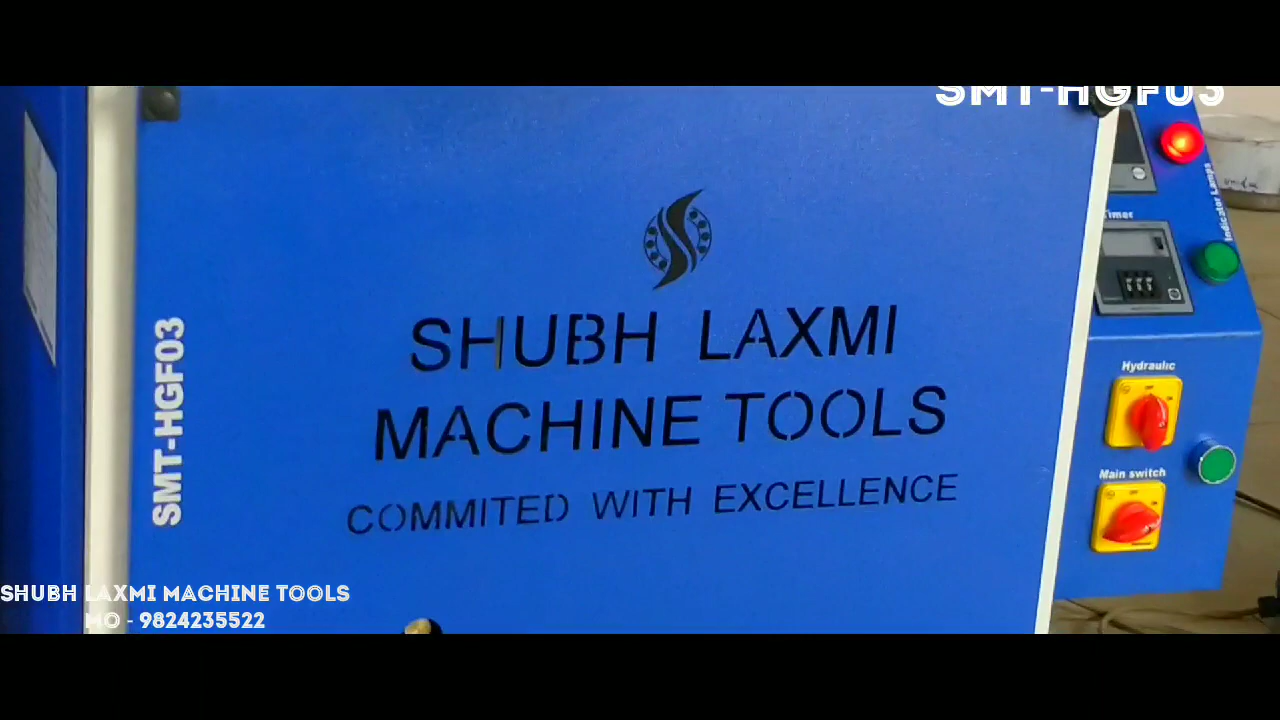 SMT-HGF03
SHUBH LAXMI
MACHINE TOOLS
COMMITED WITH EXCELLENCE
SMT-HGF03
Timer
Indicator Lamps
Hydraulic
Main switch
SHUBH LAXMI MACHINE TOOLS
MO - 9824235522